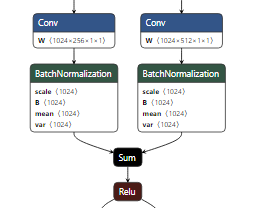 Conv
W ⟨1024×256×1×1⟩
Conv
W ⟨1024×512×1×1⟩
BatchNormalization
scale ⟨1024⟩
B ⟨1024⟩
mean ⟨1024⟩
var ⟨1024⟩
BatchNormalization
scale ⟨1024⟩
B ⟨1024⟩
mean ⟨1024⟩
var ⟨1024⟩
Sum
Relu